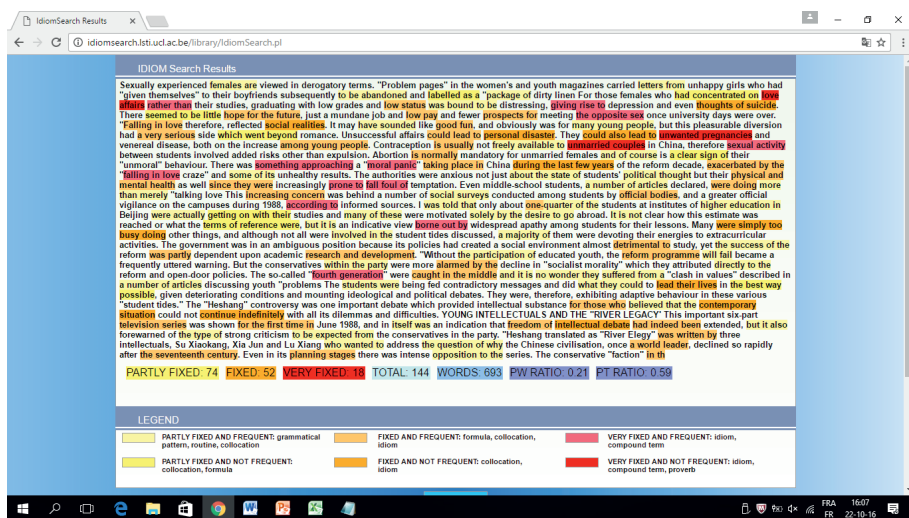 IdiomSearch Results
idiomsearch.lsti.ucl.ac.be/library/IdiomSearch.pl
IDIOM Search Results
Sexually experienced females are viewed in derogatory terms. "Problem pages" in the women's and youth magazines carried letters from unhappy girls who had
"given themselves" to their boyfriends subsequently to be abandoned and labelled as a "package of dirty linen For those females who had concentrated on love
affairs rather than their studies, graduating with low grades and low status was bound to be distressing, giving rise to depression and even thoughts of suicide.
There seemed to be little hope for the future, just a mundane job and low pay and fewer prospects for meeting the opposite sex once university days were over.
"Falling in love therefore, reflected social realities. It may have sounded like good fun, and obviously was for many young people, but this pleasurable diversion
had a very serious side which went beyond romance. Unsuccessful affairs could lead to personal disaster. They could also lead to unwanted pregnancies and
venereal disease, both on the increase among young people. Contraception is usually not freely available to unmarried couples in China, therefore sexual activity
between students involved added risks other than expulsion. Abortion is normally mandatory for unmarried females and of course is a clear sign of their
"unmoral" behaviour. There was something approaching a "moral panic" taking place in China during the last few years of the reform decade, exacerbated by the
"falling in love craze" and some of its unhealthy results. The authorities were anxious not just about the state of students' political thought but their physical and
mental health as well since they were increasingly prone to fall foul of temptation. Even middle-school students, a number of articles declared, were doing more
than merely "talking love This increasing concern was behind a number of social surveys conducted among students by official bodies, and a greater official
vigilance on the campuses during 1988, according to informed sources. I was told that only about one-quarter of the students at institutes of higher education in
Beijing were actually getting on with their studies and many of these were motivated solely by the desire to go abroad. It is not clear how this estimate was
reached or what the terms of reference were, but it is an indicative view borne out by widespread apathy among students for their lessons. Many were simply too
busy doing other things, and although not all were involved in the student tides discussed, a majority of them were devoting their energies to extracurricular
activities. The government was in an ambiguous position because its policies had created a social environment almost detrimental to study, yet the success of the
reform was partly dependent upon academic research and development. "Without the participation of educated youth, the reform programme will fail became a
frequently uttered warning. But the conservatives within the party were more alarmed by the decline in "socialist morality" which they attributed directly to the
reform and open-door policies. The so-called "fourth generation" were caught in the middle and it is no wonder they suffered from a "clash in values" described in
a number of articles discussing youth "problems The students were being fed contradictory messages and did what they could to lead their lives in the best way
possible, given deteriorating conditions and mounting ideological and political debates. They were, therefore, exhibiting adaptive behaviour in these various
"student tides." The "Heshang" controversy was one important debate which provided intellectual substance for those who believed that the contemporary
situation could not continue indefinitely with all its dilemmas and difficulties. YOUNG INTELLECTUALS AND THE "RIVER LEGACY' This important six-part
television series was shown for the first time in June 1988, and in itself was an indication that freedom of intellectual debate had indeed been extended, but it also
forewarned of the type of strong criticism to be expected from the conservatives in the party. "Heshang translated as "River Elegy" was written by three
intellectuals, Su Xiaokang, Xia Jun and Lu Xiang who wanted to address the question of why the Chinese civilisation, once a world leader, declined so rapidly
after the seventeenth century. Even in its planning stages there was intense opposition to the series. The conservative "faction" in th
PARTLY FIXED: 74 FIXED: 52 VERY FIXED: 18 TOTAL: 144 WORDS: 693 PW RATIO: 0.21 PT RATIO: 0.59
LEGEND
PARTLY FIXED AND FREQUENT: grammatical pattern, routine, collocation
FIXED AND FREQUENT: formula, collocation, idiom
VERY FIXED AND FREQUENT: idiom, compound term
PARTLY FIXED AND NOT FREQUENT: collocation, formula
FIXED AND NOT FREQUENT: collocation, idiom
VERY FIXED AND NOT FREQUENT: idiom, compound term, proverb
FRA 16:07
FR 22-10-16